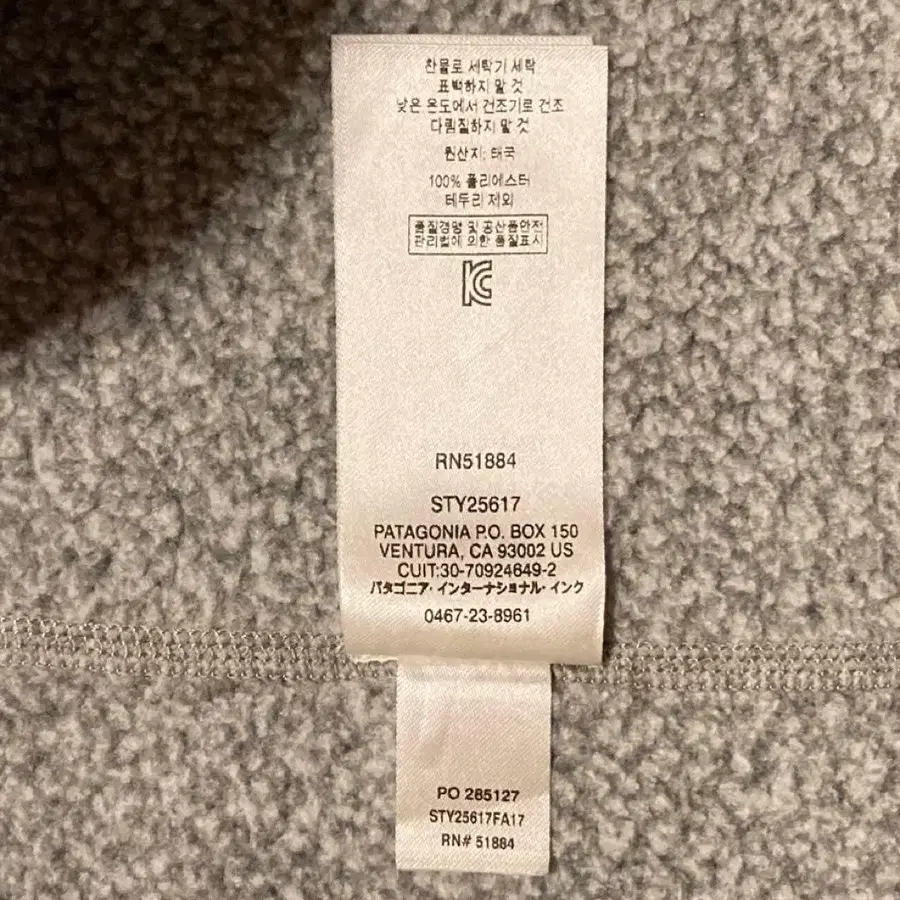 찬물로 세탁기 세탁
표백하지 말 것
낮은 온도에서 건조기로 건조
다림질하지 말 것
원산지: 태국
100% 폴리에스터
테두리 제외
품질경영 및 공산품안전
관리법에 의한 품질표시
KC
RN51884
STY25617
PATAGONIA P.O. BOX 150
VENTURA, CA 93002 US
CUIT:30-70924649-2
パタゴニア・インターナショナル・インク
0467-23-8961
PO 285127
STY25617FA17
RN# 51884